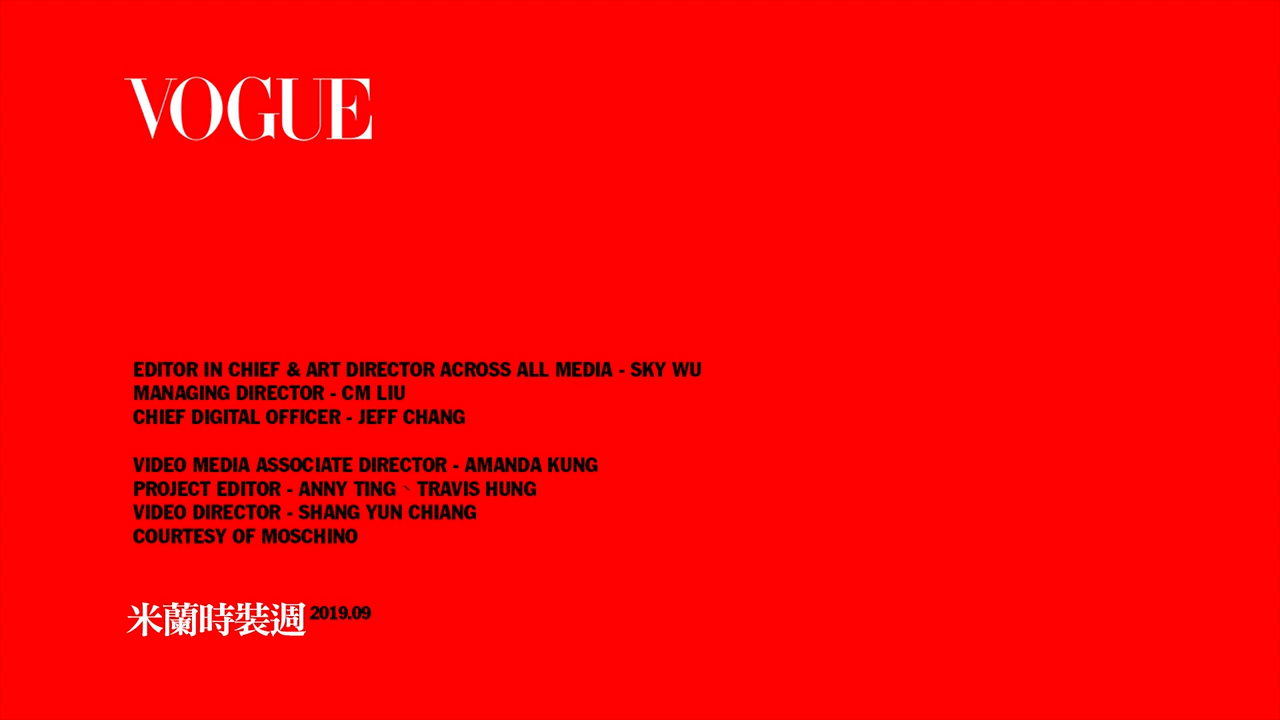 VOGUE
EDITOR IN CHIEF & ART DIRECTOR ACROSS ALL MEDIA - SKY WU
MANAGING DIRECTOR - CM LIU
CHIEF DIGITAL OFFICER - JEFF CHANG
VIDEO MEDIA ASSOCIATE DIRECTOR - AMANDA KUNG
PROJECT EDITOR - ANNY TING、TRAVIS HUNG
VIDEO DIRECTOR - SHANG YUN CHIANG
COURTESY OF MOSCHINO
米蘭時裝週 2019.09